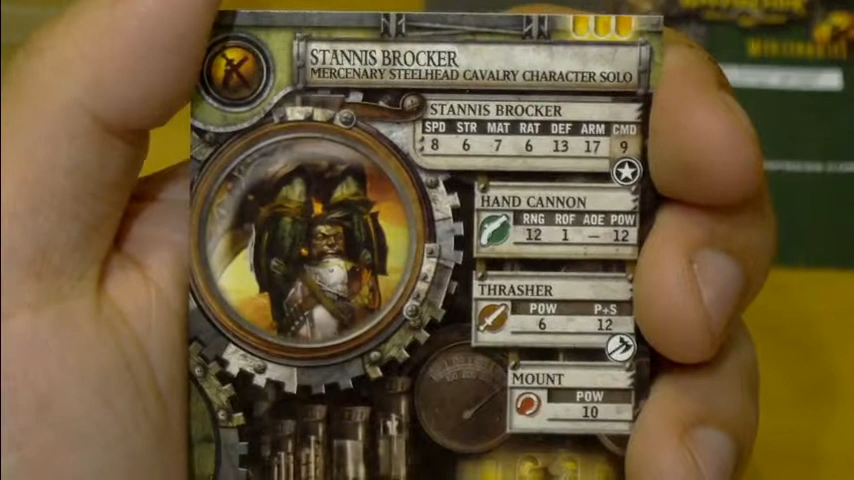 STANNIS BROCKER
MERCENARY STEELHEAD CAVALRY CHARACTER SOLO
STANNIS BROCKER
SPD STR MAT RAT DEF ARM CMD
8 6 7 6 13 17 9
HAND CANNON
RNG ROF AOE POW
12 1 — 12
THRASHER
POW P+S
6 12
MOUNT
POW
10